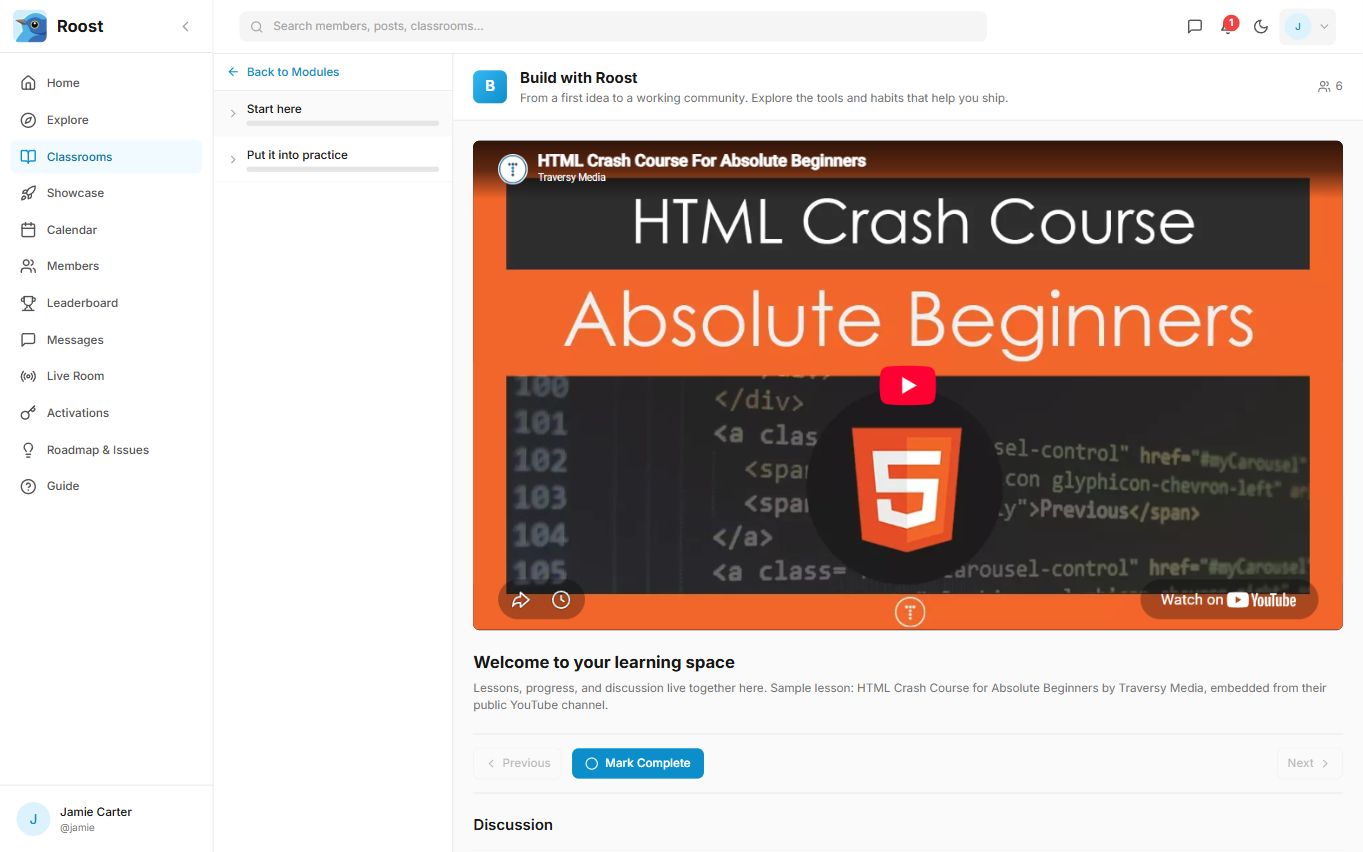 Roost
Search members, posts, classrooms...
1
J
Home
Explore
Classrooms
Showcase
Calendar
Members
Leaderboard
Messages
Live Room
Activations
Roadmap & Issues
Guide
Jamie Carter
@jamie
J
Back to Modules
Start here
Put it into practice
B
Build with Roost
From a first idea to a working community. Explore the tools and habits that help you ship.
6
HTML Crash Course For Absolute Beginners
Traversy Media
HTML Crash Course
Absolute Beginners
100
101
102
103
104
105
</div>
</div>
<a clas
sel-control" href="#myCarousel"
<spa
con glyphicon-chevron-left"
<spa
y">Previous</span>
</a>
<a class=
arousel-control" href="#myCarousel
5
Watch on YouTube
Welcome to your learning space
Lessons, progress, and discussion live together here. Sample lesson: HTML Crash Course for Absolute Beginners by Traversy Media, embedded from their
public YouTube channel.
Previous
Mark Complete
Next
Discussion